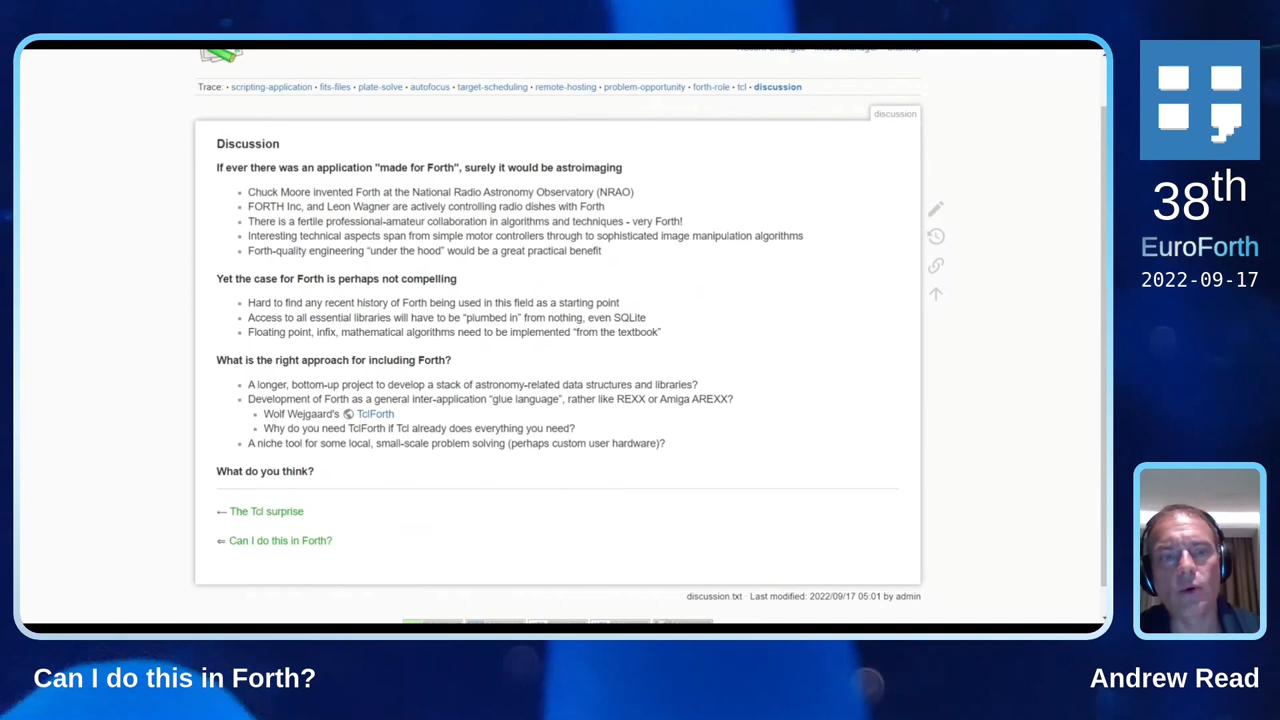 Trace: • scripting-application • fits-files • plate-solve • autofocus • target-scheduling • remote-hosting • problem-opportunity • forth-role • tcl • discussion
discussion
Discussion
If ever there was an application "made for Forth", surely it would be astroimaging
Chuck Moore invented Forth at the National Radio Astronomy Observatory (NRAO)
FORTH Inc, and Leon Wagner are actively controlling radio dishes with Forth
There is a fertile professional-amateur collaboration in algorithms and techniques - very Forth!
Interesting technical aspects span from simple motor controllers through to sophisticated image manipulation algorithms
Forth-quality engineering “under the hood” would be a great practical benefit
Yet the case for Forth is perhaps not compelling
Hard to find any recent history of Forth being used in this field as a starting point
Access to all essential libraries will have to be “plumbed in” from nothing, even SQLite
Floating point, infix, mathematical algorithms need to be implemented “from the textbook”
What is the right approach for including Forth?
A longer, bottom-up project to develop a stack of astronomy-related data structures and libraries?
Development of Forth as a general inter-application “glue language”, rather like REXX or Amiga AREXX?
Wolf Wejgaard's TclForth
Why do you need TclForth if Tcl already does everything you need?
A niche tool for some local, small-scale problem solving (perhaps custom user hardware)?
What do you think?
← The Tcl surprise
⇐ Can I do this in Forth?
discussion.txt · Last modified: 2022/09/17 05:01 by admin
38th
EuroForth
2022-09-17
Can I do this in Forth?
Andrew Read